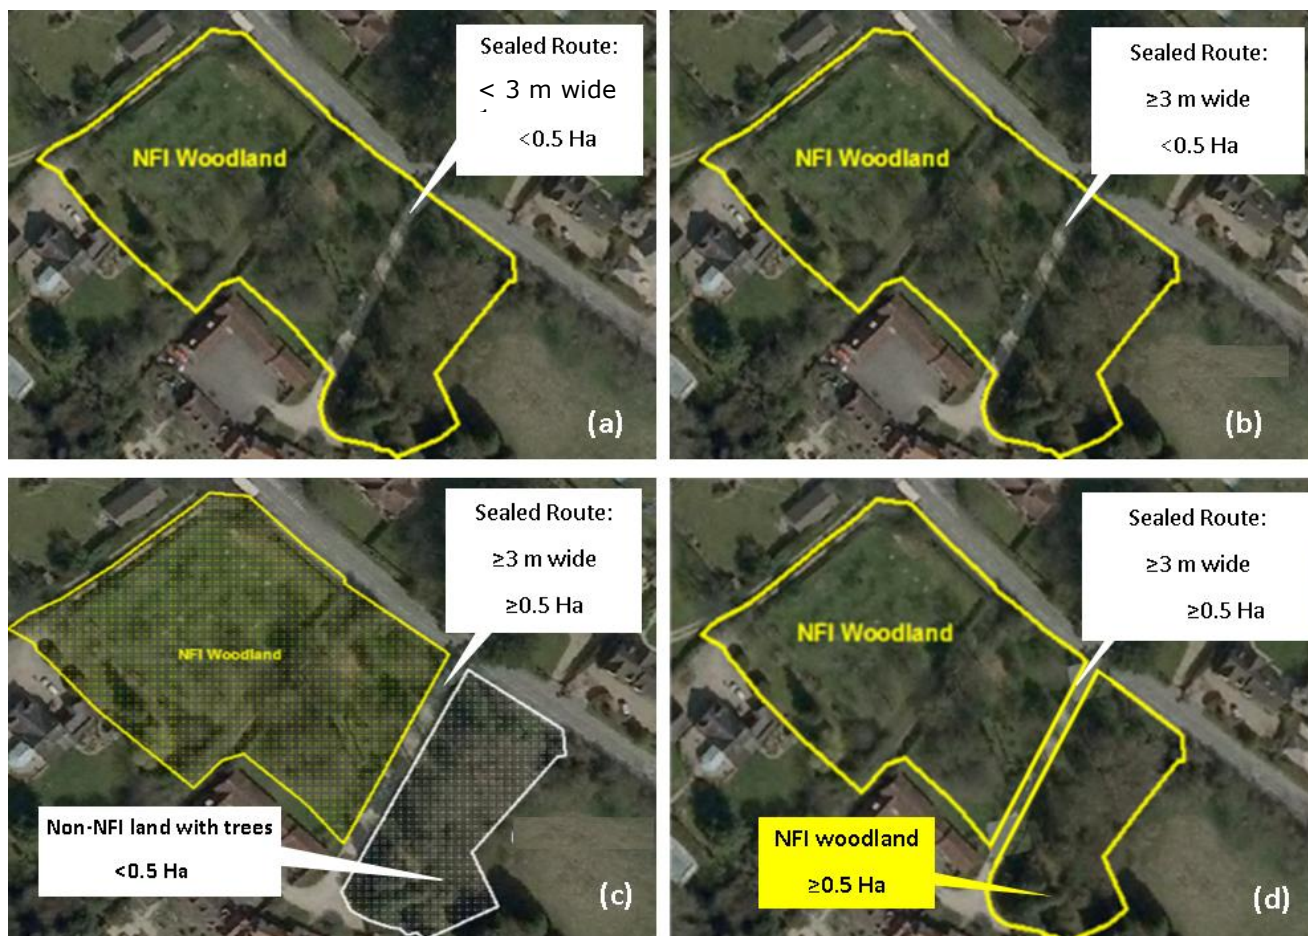 Sealed Route:
< 3 m wide
<0.5 Ha
NFI Woodland
(a)
Sealed Route:
≥3 m wide
<0.5 Ha
NFI Woodland
(b)
Sealed Route:
≥3 m wide
≥0.5 Ha
NFI Woodland
Non-NFI land with trees
<0.5 Ha
(c)
Sealed Route:
≥3 m wide
≥0.5 Ha
NFI Woodland
NFI woodland
≥0.5 Ha
(d)